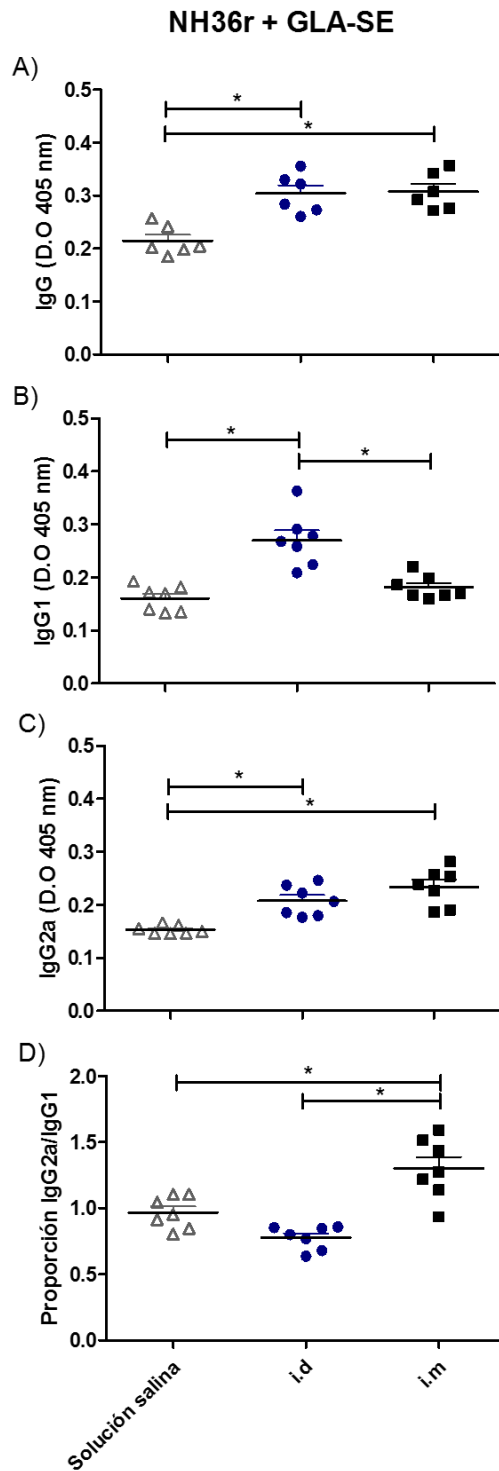 NH36r + GLA-SE
A)
IgG (D.O 405 nm)
0.5
0.4
0.3
0.2
0.1
0.0
*
*
B)
IgG1 (D.O 405 nm)
0.5
0.4
0.3
0.2
0.1
0.0
*
*
C)
IgG2a (D.O 405 nm)
0.5
0.4
0.3
0.2
0.1
0.0
*
*
D)
Proporción IgG2a/IgG1
2.0
1.5
1.0
0.5
0.0
*
*
Solución salina
i.d
i.m